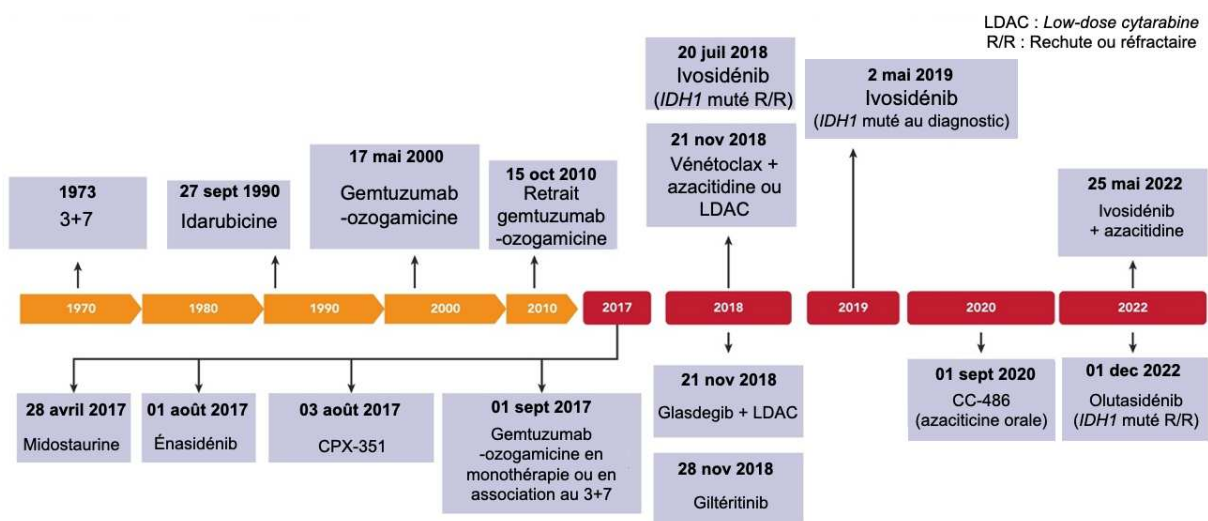 LDAC : Low-dose cytarabine
R/R : Rechute ou réfractaire
1973
3+7
27 sept 1990
Idarubicine
17 mai 2000
Gemtuzumab
-ozogamicine
15 oct 2010
Retrait
gemtuzumab
-ozogamicine
20 juil 2018
Ivosidénib
(IDH1 muté R/R)
21 nov 2018
Vénétoclax +
azacitidine ou
LDAC
2 mai 2019
Ivosidénib
(IDH1 muté au diagnostic)
25 mai 2022
Ivosidénib
+ azacitidine
1970
1980
1990
2000
2010
2017
2018
2019
2020
2022
28 avril 2017
Midostaurine
01 août 2017
Énasidénib
03 août 2017
CPX-351
01 sept 2017
Gemtuzumab
-ozogamicine en
monothérapie ou en
association au 3+7
21 nov 2018
Glasdegib + LDAC
28 nov 2018
Giltéritinib
01 sept 2020
CC-486
(azaciticine orale)
01 dec 2022
Olutasidénib
(IDH1 muté R/R)